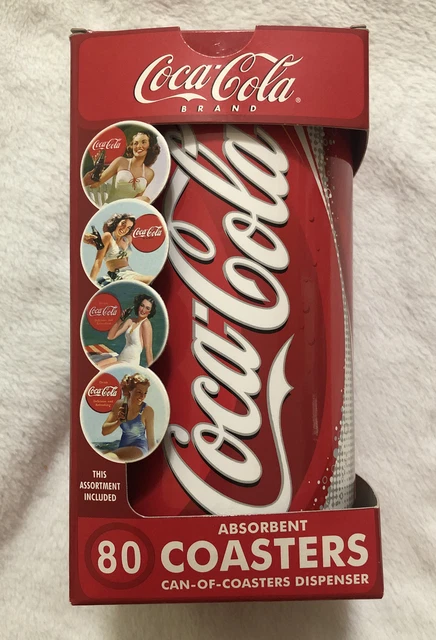 Coca-Cola®
BRAND
Coca-Cola
Coca-Cola
Coca-Cola
Coca-Cola
Coca-Cola
THIS
ASSORTMENT
INCLUDED
80
ABSORBENT
COASTERS
CAN-OF-COASTERS DISPENSER